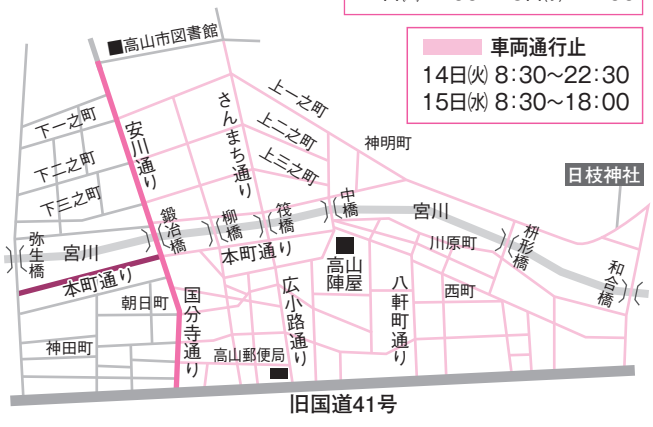 車両通行止
14日㈫ 8:30〜22:30
15日㈬ 8:30〜18:00
高山市図書館
上一之町
上二之町
上三之町
神明町
日枝神社
下一之町
下二之町
下三之町
安川通り
さんまち通り
弥生橋
宮川
鍛冶橋
柳橋
筏橋
中橋
宮川
枡形橋
和合橋
本町通り
本町通り
川原町
高山陣屋
朝日町
国分寺通り
広小路通り
八軒町通り
西町
神田町
高山郵便局
旧国道41号